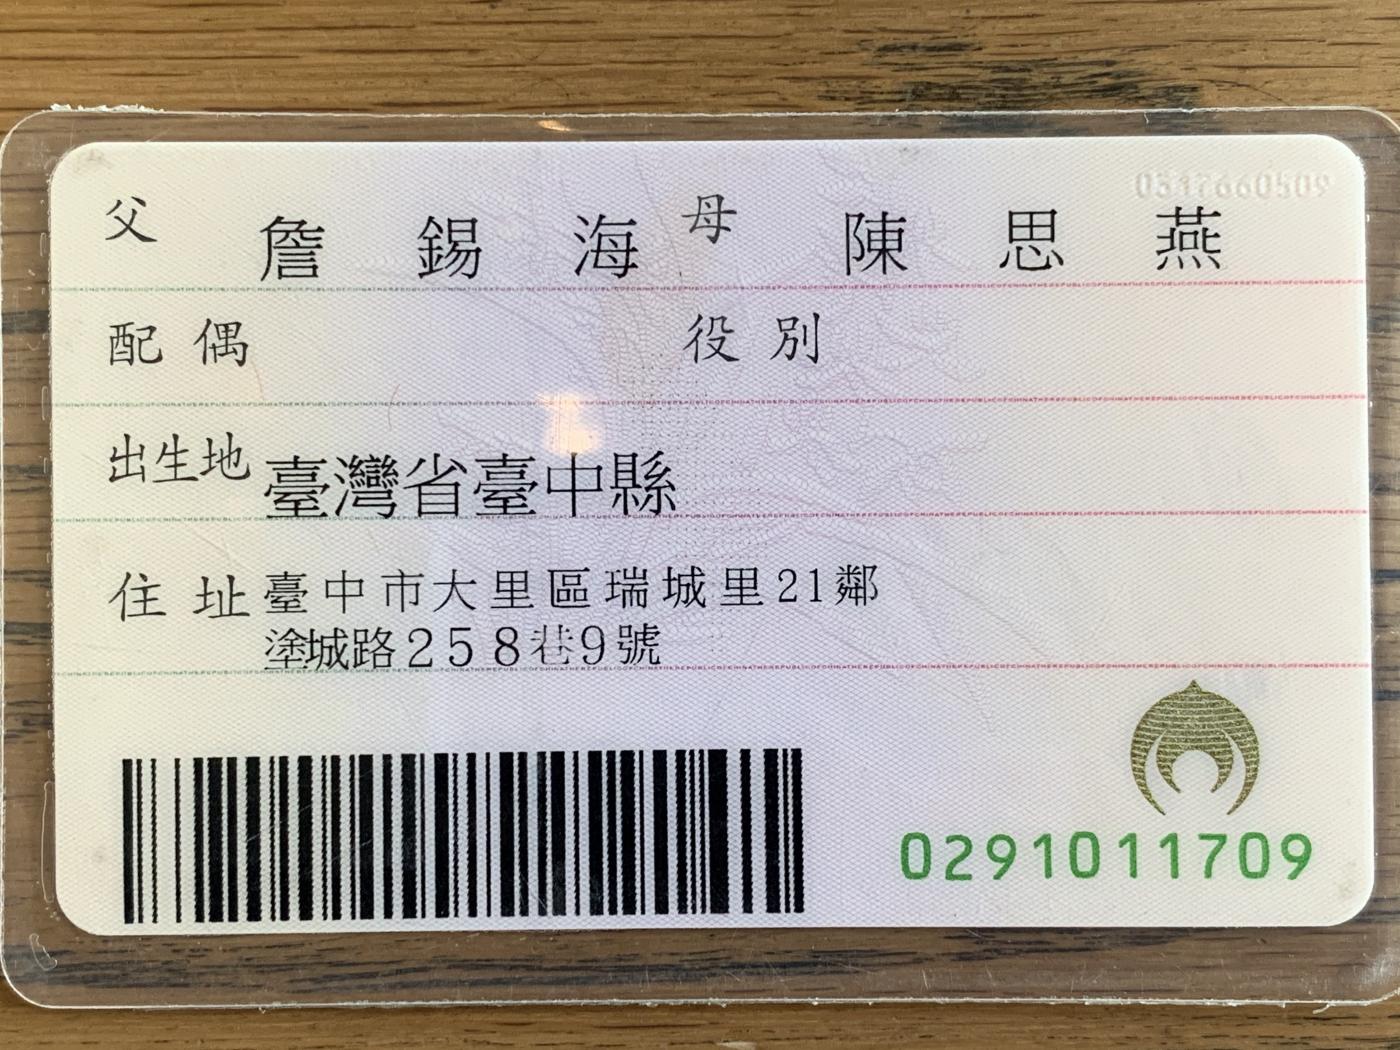 0317660509
父 詹錫海 母 陳思燕
配偶 役別
出生地 臺灣省臺中縣
住址 臺中市大里區瑞城里21鄰
塗城路258巷9號
0291011709